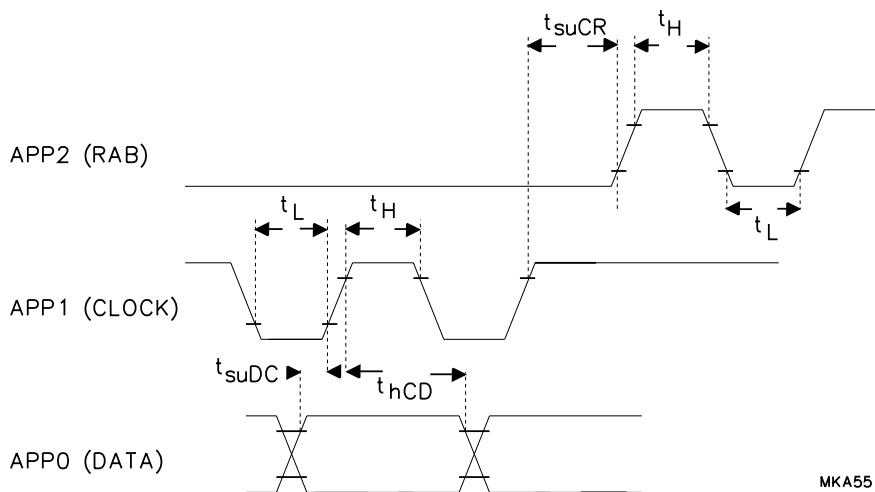 tsuCR
tH
APP2 (RAB)
tL
tH
tL
APP1 (CLOCK)
tsuDC
thCD
APP0 (DATA)
MKA55